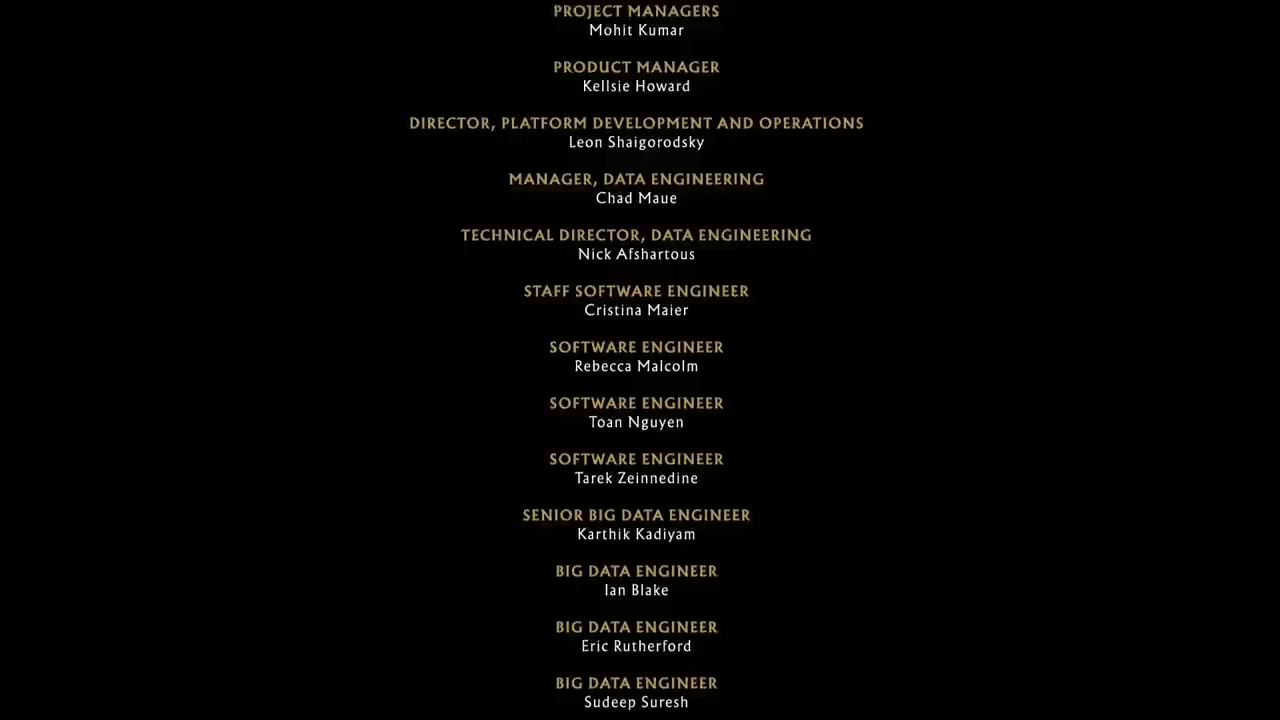 PROJECT MANAGERS
Mohit Kumar
PRODUCT MANAGER
Kellsie Howard
DIRECTOR, PLATFORM DEVELOPMENT AND OPERATIONS
Leon Shaigorodsky
MANAGER, DATA ENGINEERING
Chad Maue
TECHNICAL DIRECTOR, DATA ENGINEERING
Nick Afshartous
STAFF SOFTWARE ENGINEER
Cristina Maier
SOFTWARE ENGINEER
Rebecca Malcolm
SOFTWARE ENGINEER
Toan Nguyen
SOFTWARE ENGINEER
Tarek Zeinnedine
SENIOR BIG DATA ENGINEER
Karthik Kadiyam
BIG DATA ENGINEER
Ian Blake
BIG DATA ENGINEER
Eric Rutherford
BIG DATA ENGINEER
Sudeep Suresh